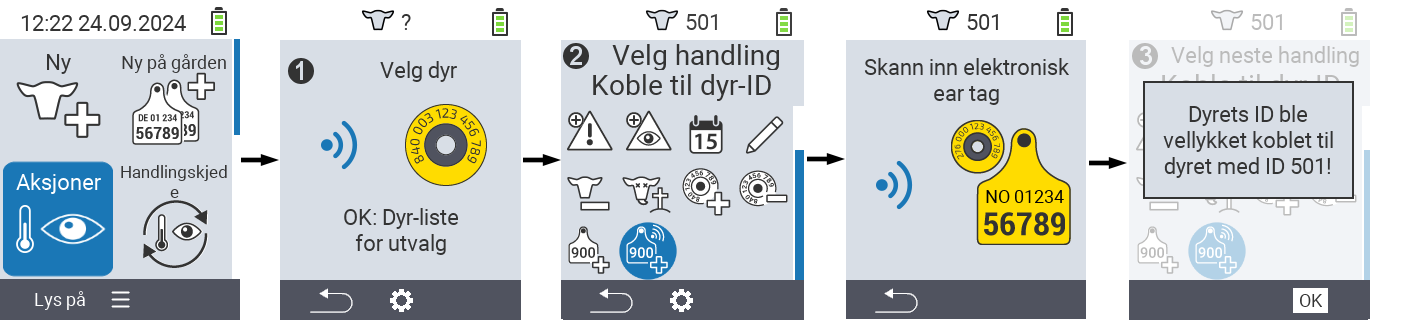 12:22 24.09.2024
Ny
Ny på gården
DE 01 234
56789
234
89
Aksjoner
Handlingskjed
e
Lys på
?
1
Velg dyr
840 003 123 456 789
OK: Dyr-liste
for utvalg
501
2 Velg handling
Koble til dyr-ID
15
900
900
501
Skann inn elektronisk
ear tag
276 000 123 456 789
NO 01234
56789
501
3 Velg neste handling
Koble til dyr-ID
Dyrets ID ble
vellykket koblet til
dyret med ID 501!
900
900
OK